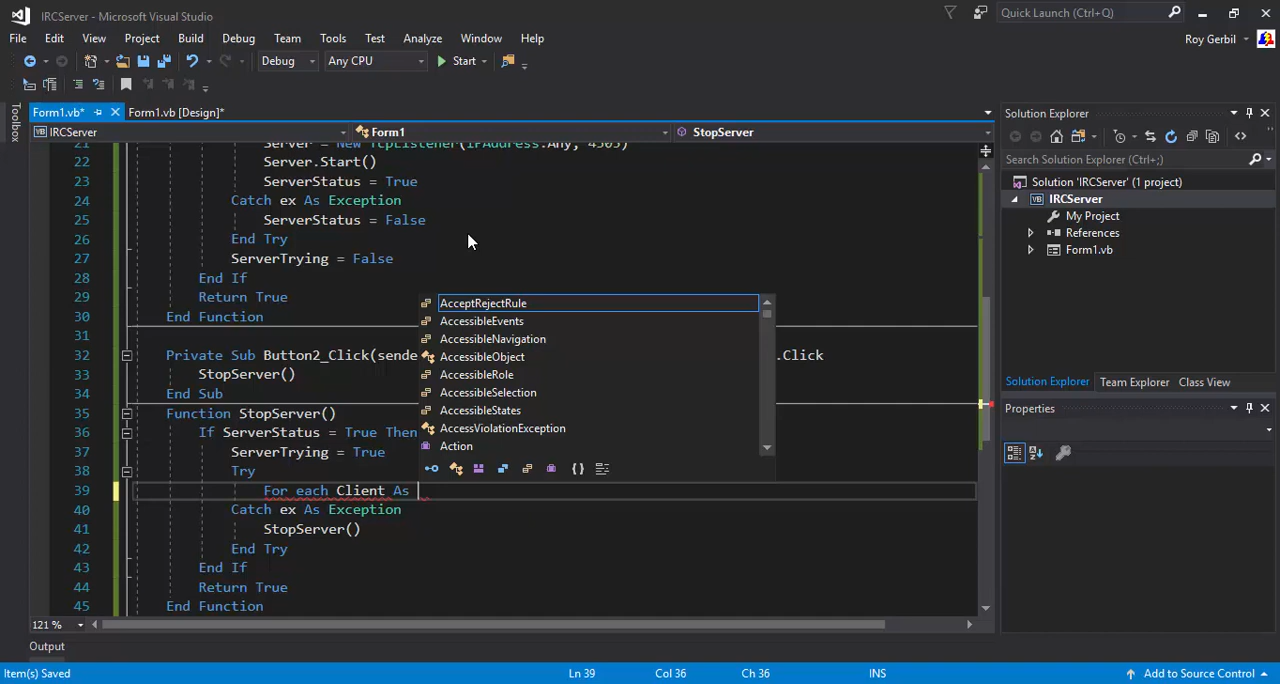 IRCServer - Microsoft Visual Studio
Quick Launch (Ctrl+Q)
File Edit View Project Build Debug Team Tools Test Analyze Window Help
Roy Gerbil
Debug Any CPU Start
Toolbox
Form1.vb* Form1.vb [Design]*
IRCServer Form1 StopServer
21 Server = New TcpListener(IPAddress.Any, 4305)
22 Server.Start()
23 ServerStatus = True
24 Catch ex As Exception
25 ServerStatus = False
26 End Try
27 ServerTrying = False
28 End If
29 Return True
30 End Function
31
32 Private Sub Button2_Click(sende .Click
33 StopServer()
34 End Sub
35 Function StopServer()
36 If ServerStatus = True Then
37 ServerTrying = True
38 Try
39 For each Client As
40 Catch ex As Exception
41 StopServer()
42 End Try
43 End If
44 Return True
45 End Function
AcceptRejectRule
AccessibleEvents
AccessibleNavigation
AccessibleObject
AccessibleRole
AccessibleSelection
AccessibleStates
AccessViolationException
Action
121 %
Output
Solution Explorer
Search Solution Explorer (Ctrl+;)
Solution 'IRCServer' (1 project)
IRCServer
My Project
References
Form1.vb
Solution Explorer Team Explorer Class View
Properties
Item(s) Saved Ln 39 Col 36 Ch 36 INS Add to Source Control